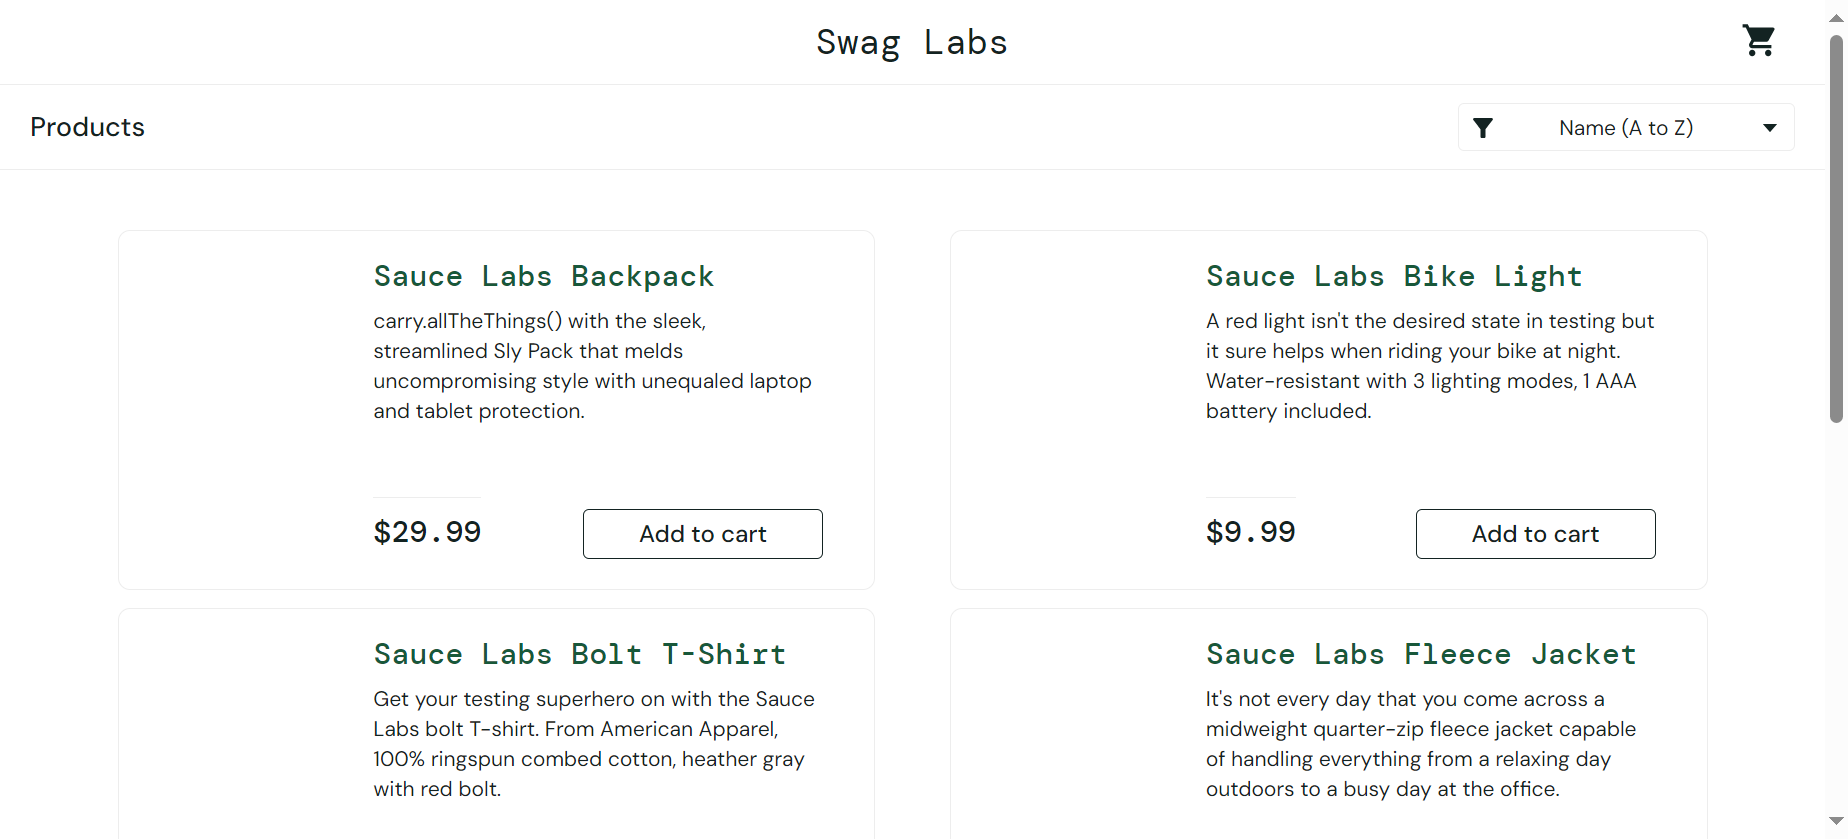 Swag Labs
Products
Name (A to Z)
Sauce Labs Backpack
carry.allTheThings() with the sleek,
streamlined Sly Pack that melds
uncompromising style with unequaled laptop
and tablet protection.
$29.99
Add to cart
Sauce Labs Bike Light
A red light isn't the desired state in testing but
it sure helps when riding your bike at night.
Water-resistant with 3 lighting modes, 1 AAA
battery included.
$9.99
Add to cart
Sauce Labs Bolt T-Shirt
Get your testing superhero on with the Sauce
Labs bolt T-shirt. From American Apparel,
100% ringspun combed cotton, heather gray
with red bolt.
Sauce Labs Fleece Jacket
It's not every day that you come across a
midweight quarter-zip fleece jacket capable
of handling everything from a relaxing day
outdoors to a busy day at the office.